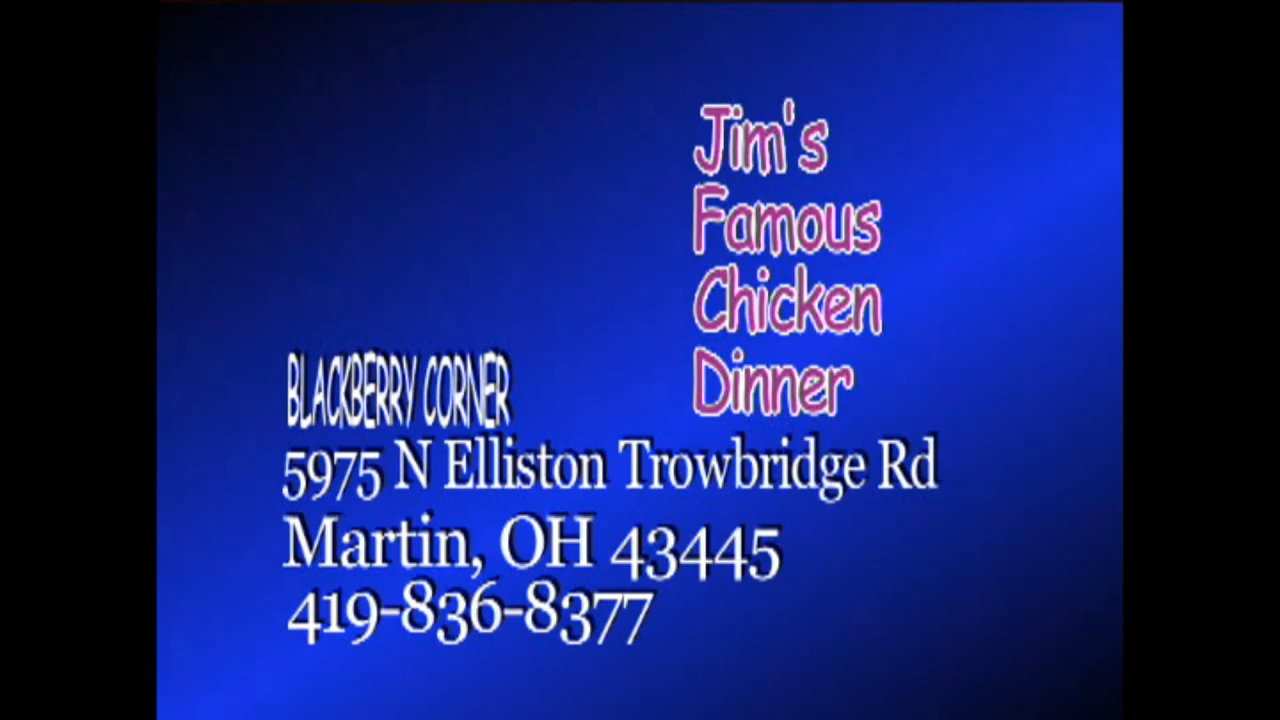 Jim's
Famous
Chicken
Dinner
BLACKBERRY CORNER
5975 N Elliston Trowbridge Rd
Martin, OH 43445
419-836-8377